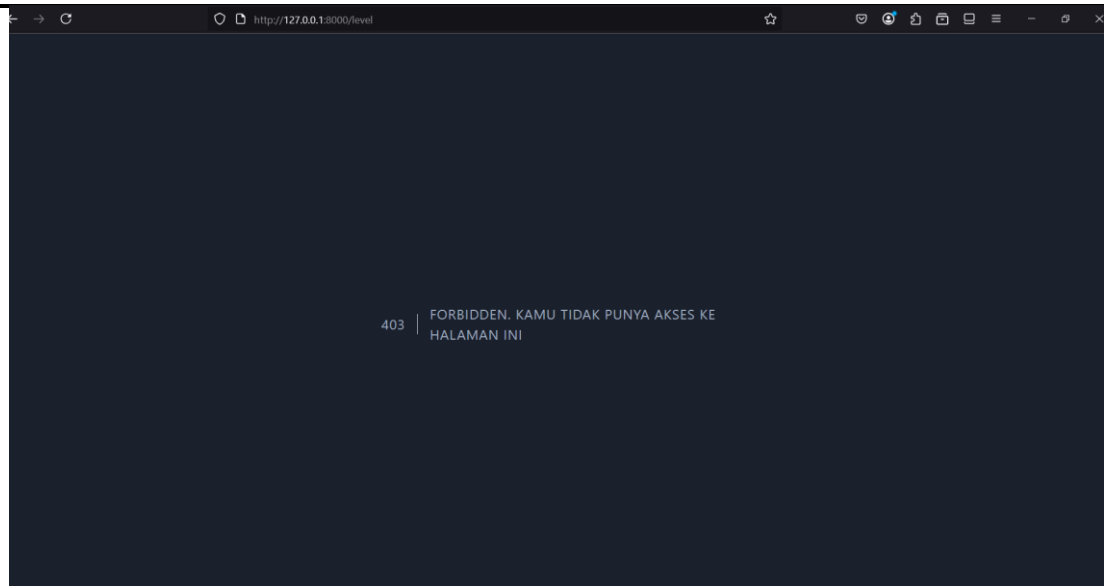 http://127.0.0.1:8000/level
403
FORBIDDEN. KAMU TIDAK PUNYA AKSES KE
HALAMAN INI